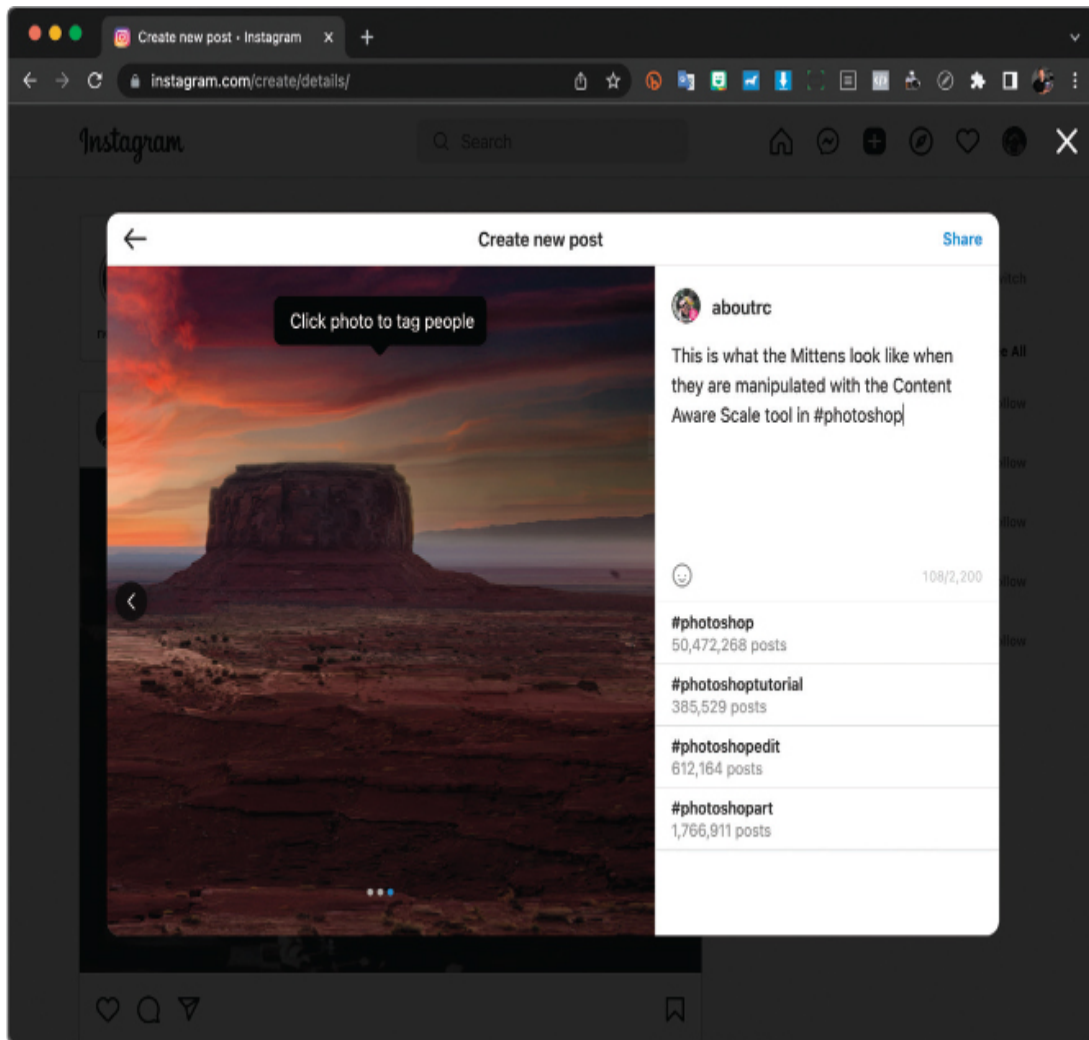 Create new post • Instagram
instagram.com/create/details/
Instagram
Search
Create new post
Share
Click photo to tag people
aboutrc
This is what the Mittens look like when
they are manipulated with the Content
Aware Scale tool in #photoshop
108/2,200
#photoshop
50,472,268 posts
#photoshoptutorial
385,529 posts
#photoshopedit
612,164 posts
#photoshopart
1,766,911 posts